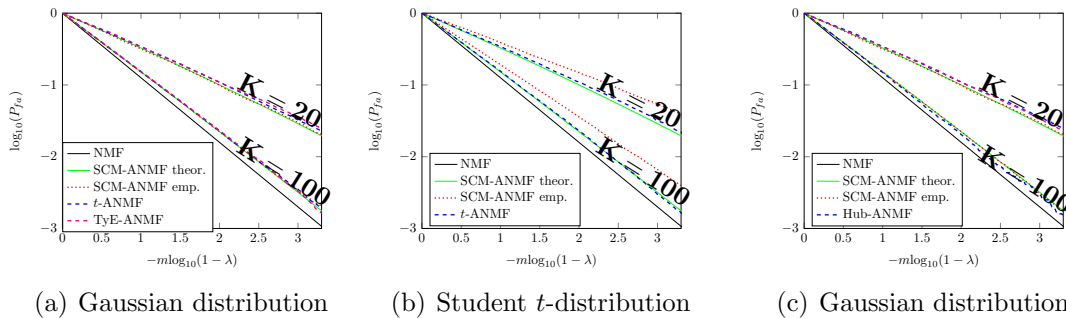 0
−1
−2
−3
log10(Pfa)
0 0.5 1 1.5 2 2.5 3
−mlog10(1 − λ)
K = 20
K = 100
NMF
SCM-ANMF theor.
SCM-ANMF emp.
t-ANMF
TyE-ANMF
(a) Gaussian distribution
0
−1
−2
−3
log10(Pfa)
0 0.5 1 1.5 2 2.5 3
−mlog10(1 − λ)
K = 20
K = 100
NMF
SCM-ANMF theor.
SCM-ANMF emp.
t-ANMF
(b) Student t-distribution
0
−1
−2
−3
log10(Pfa)
0 0.5 1 1.5 2 2.5 3
−mlog10(1 − λ)
K = 20
K = 100
NMF
SCM-ANMF theor.
SCM-ANMF emp.
Hub-ANMF
(c) Gaussian distribution